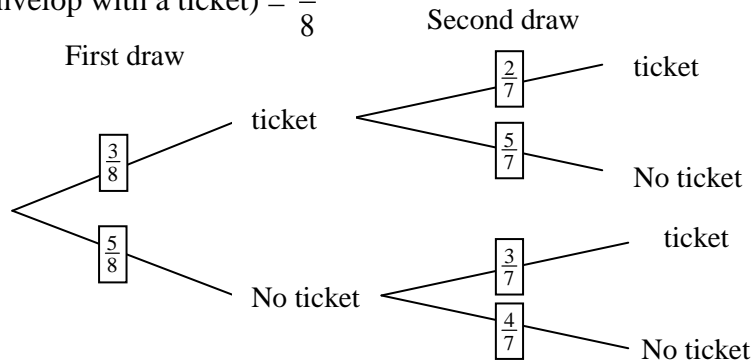 nvelop with a ticket) = —/8
Second draw
First draw
2/7 ticket
ticket
3/8
5/7
No ticket
ticket
5/8
3/7
No ticket
4/7
No ticket